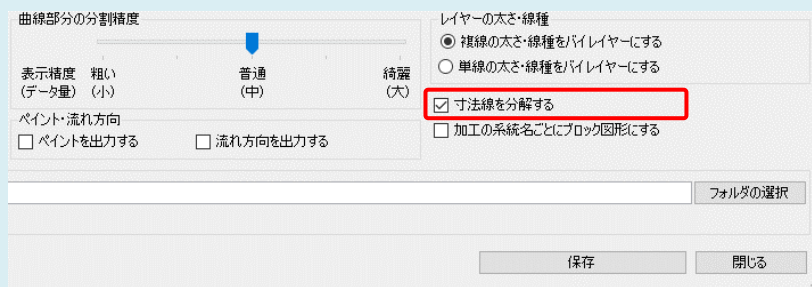 曲線部分の分割精度
表示精度 粗い 普通 綺麗
(データ量) (小) (中) (大)
ペイント・流れ方向
ペイントを出力する 流れ方向を出力する
レイヤーの太さ・線種
複線の太さ・線種をバイレイヤーにする
単線の太さ・線種をバイレイヤーにする
寸法線を分解する
加工の系統名ごとにブロック図形にする
フォルダの選択
保存 閉じる